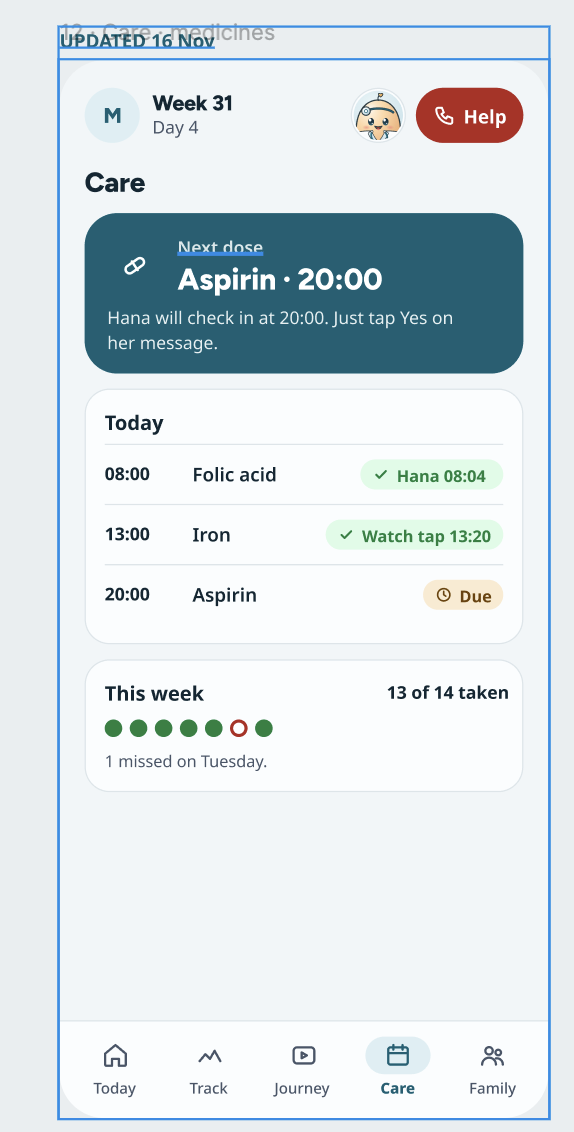 12 · Care · medicines
UPDATED 16 Nov
M
Week 31
Day 4
Help
Care
Next dose
Aspirin · 20:00
Hana will check in at 20:00. Just tap Yes on
her message.
Today
08:00 Folic acid Hana 08:04
13:00 Iron Watch tap 13:20
20:00 Aspirin Due
This week 13 of 14 taken
1 missed on Tuesday.
Today Track Journey Care Family